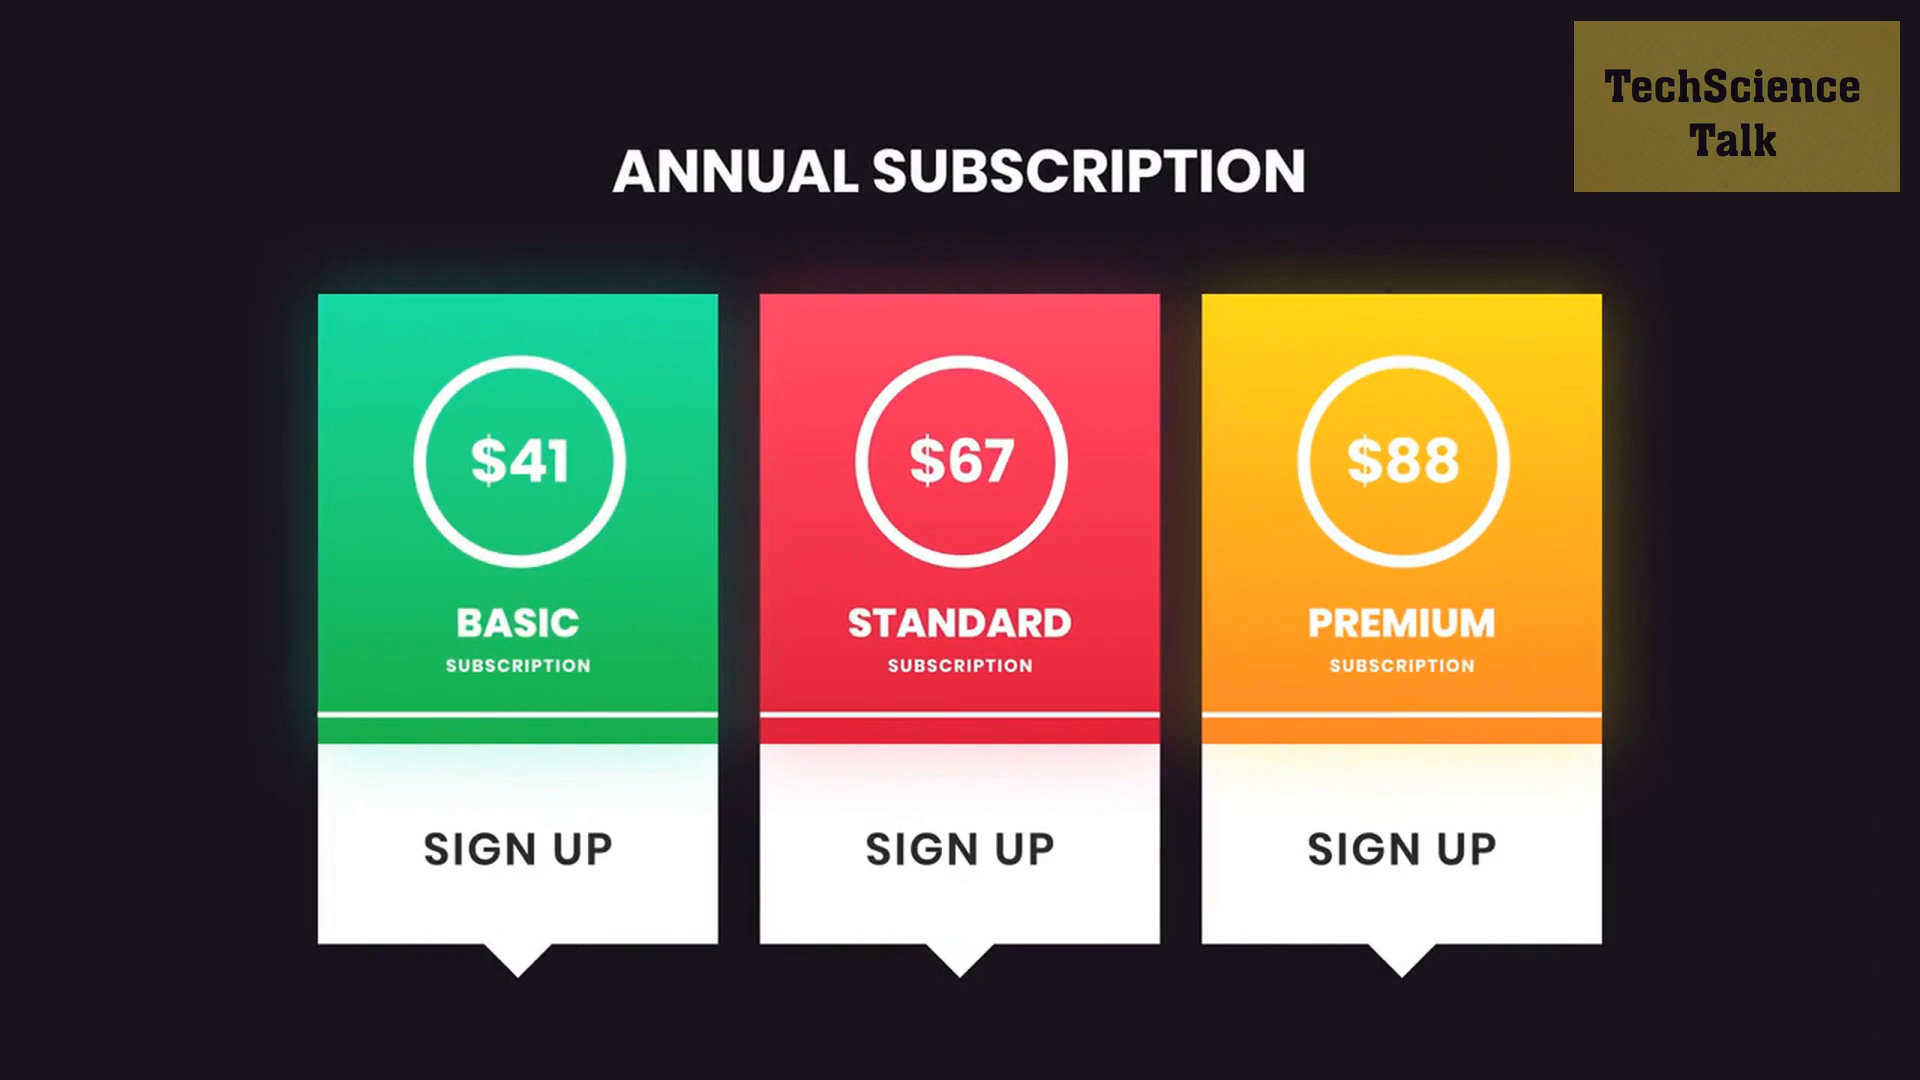 TechScience
Talk
ANNUAL SUBSCRIPTION
$41
BASIC
SUBSCRIPTION
SIGN UP
$67
STANDARD
SUBSCRIPTION
SIGN UP
$88
PREMIUM
SUBSCRIPTION
SIGN UP